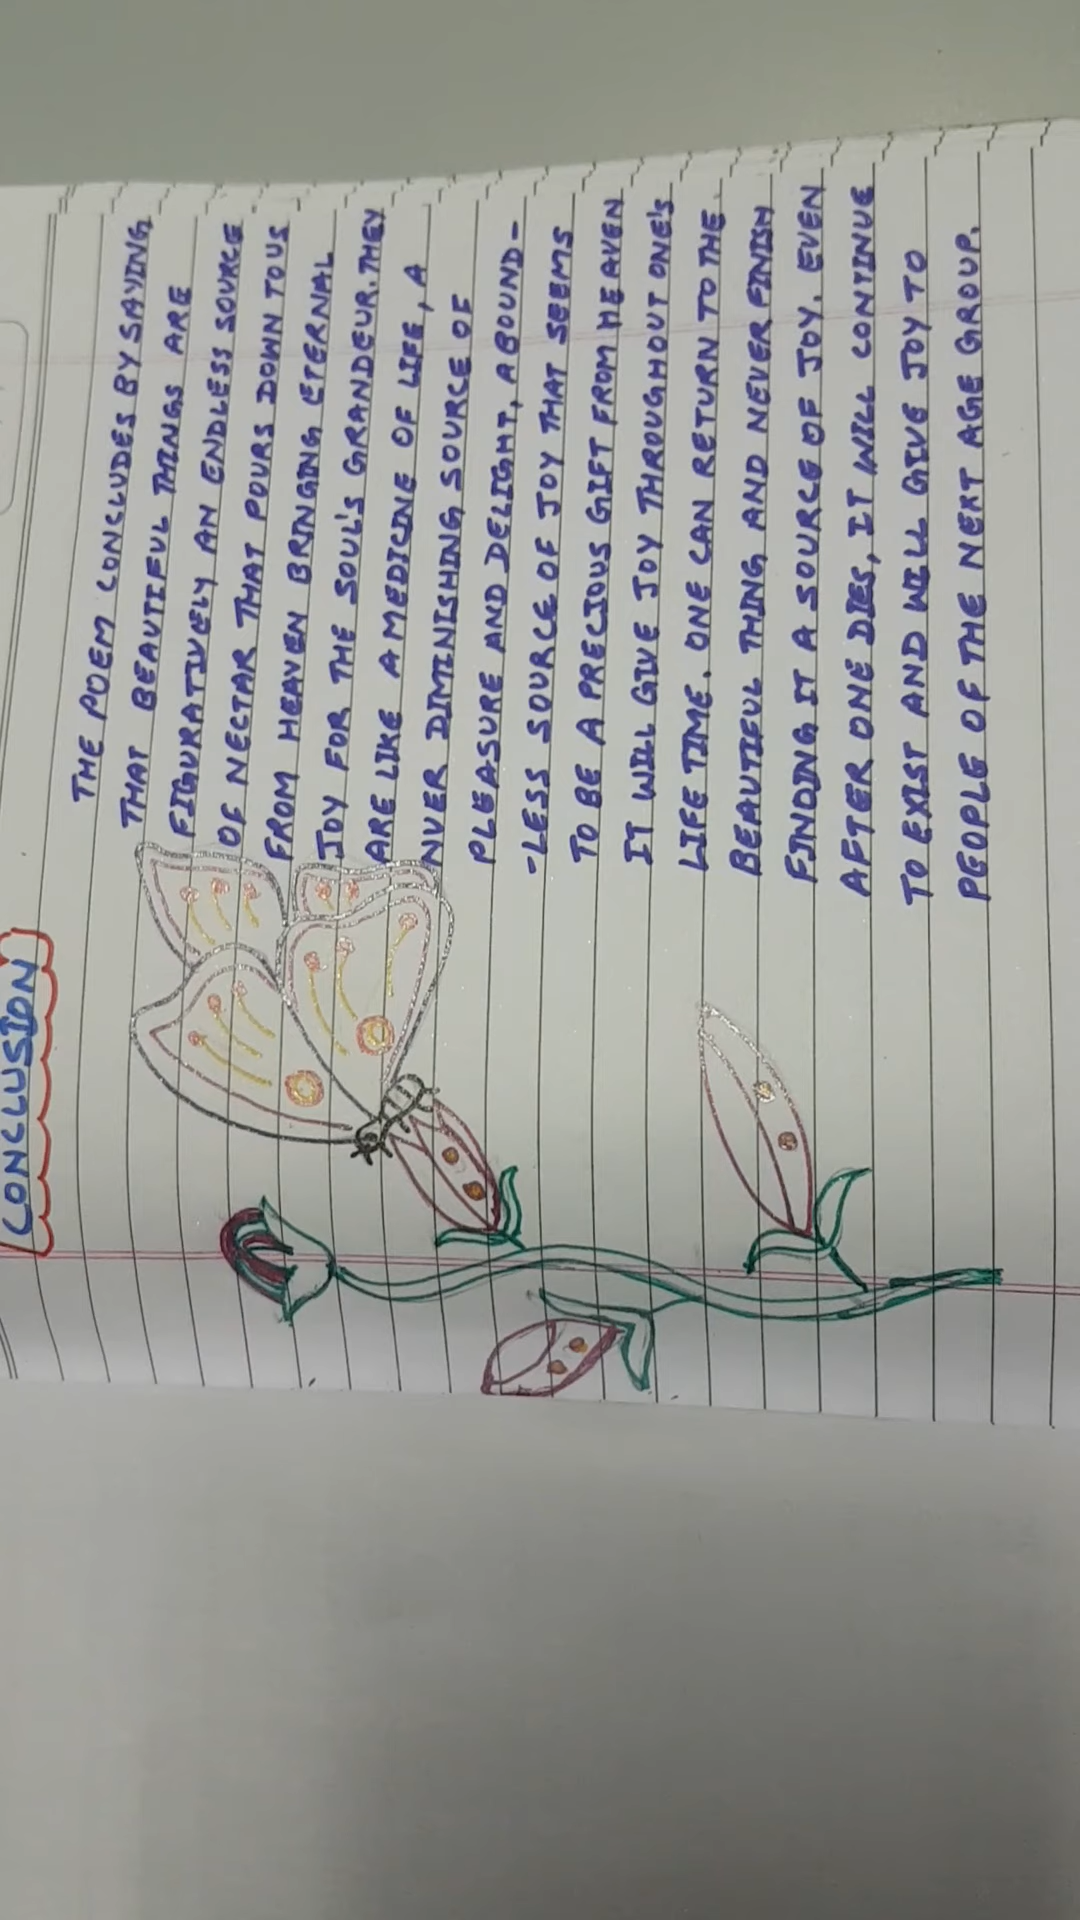 CONCLUSION
THE POEM CONCLUDES BY SAYING
THAT BEAUTIFUL THINGS ARE
FIGURATIVELY AN ENDLESS SOURCE
OF NECTAR THAT POURS DOWN TO US
FROM HEAVEN BRINGING ETERNAL
JOY FOR THE SOUL'S GRANDEUR. THEY
ARE LIKE A MEDICINE OF LIFE, A
NVER DIMINISHING SOURCE OF
PLEASURE AND DELIGHT, A BOUND-
-LESS SOURCE OF JOY THAT SEEMS
TO BE A PRECIOUS GIFT FROM HEAVEN
IT WILL GIVE JOY THROUGHOUT ONE'S
LIFE TIME. ONE CAN RETURN TO THE
BEAUTIFUL THING AND NEVER FINISH
FINDING IT A SOURCE OF JOY. EVEN
AFTER ONE DIES, IT WILL CONTINUE
TO EXIST AND WILL GIVE JOY TO
PEOPLE OF THE NEXT AGE GROUP.